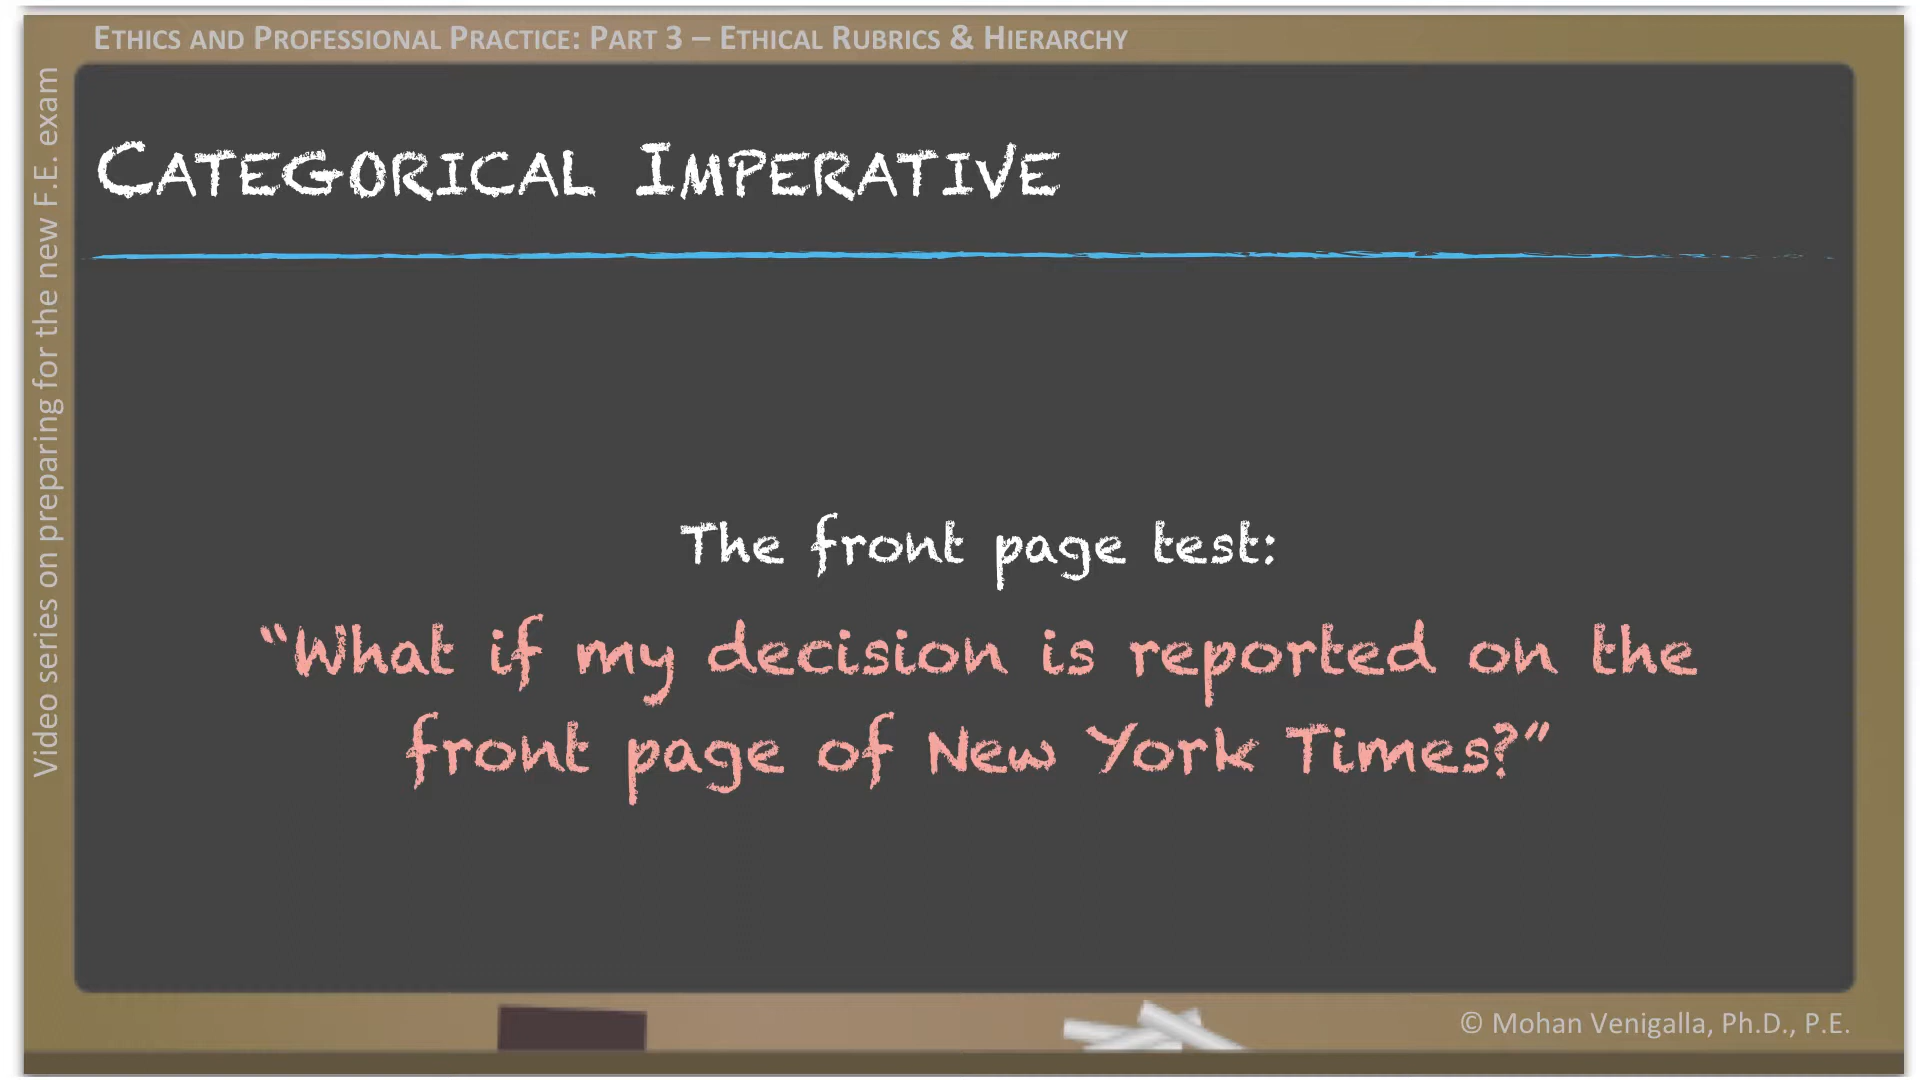 Ethics and Professional Practice: Part 3 – Ethical Rubrics & Hierarchy
Video series on preparing for the new F.E. exam
Categorical Imperative
The front page test:
“What if my decision is reported on the
front page of New York Times?”
© Mohan Venigalla, Ph.D., P.E.